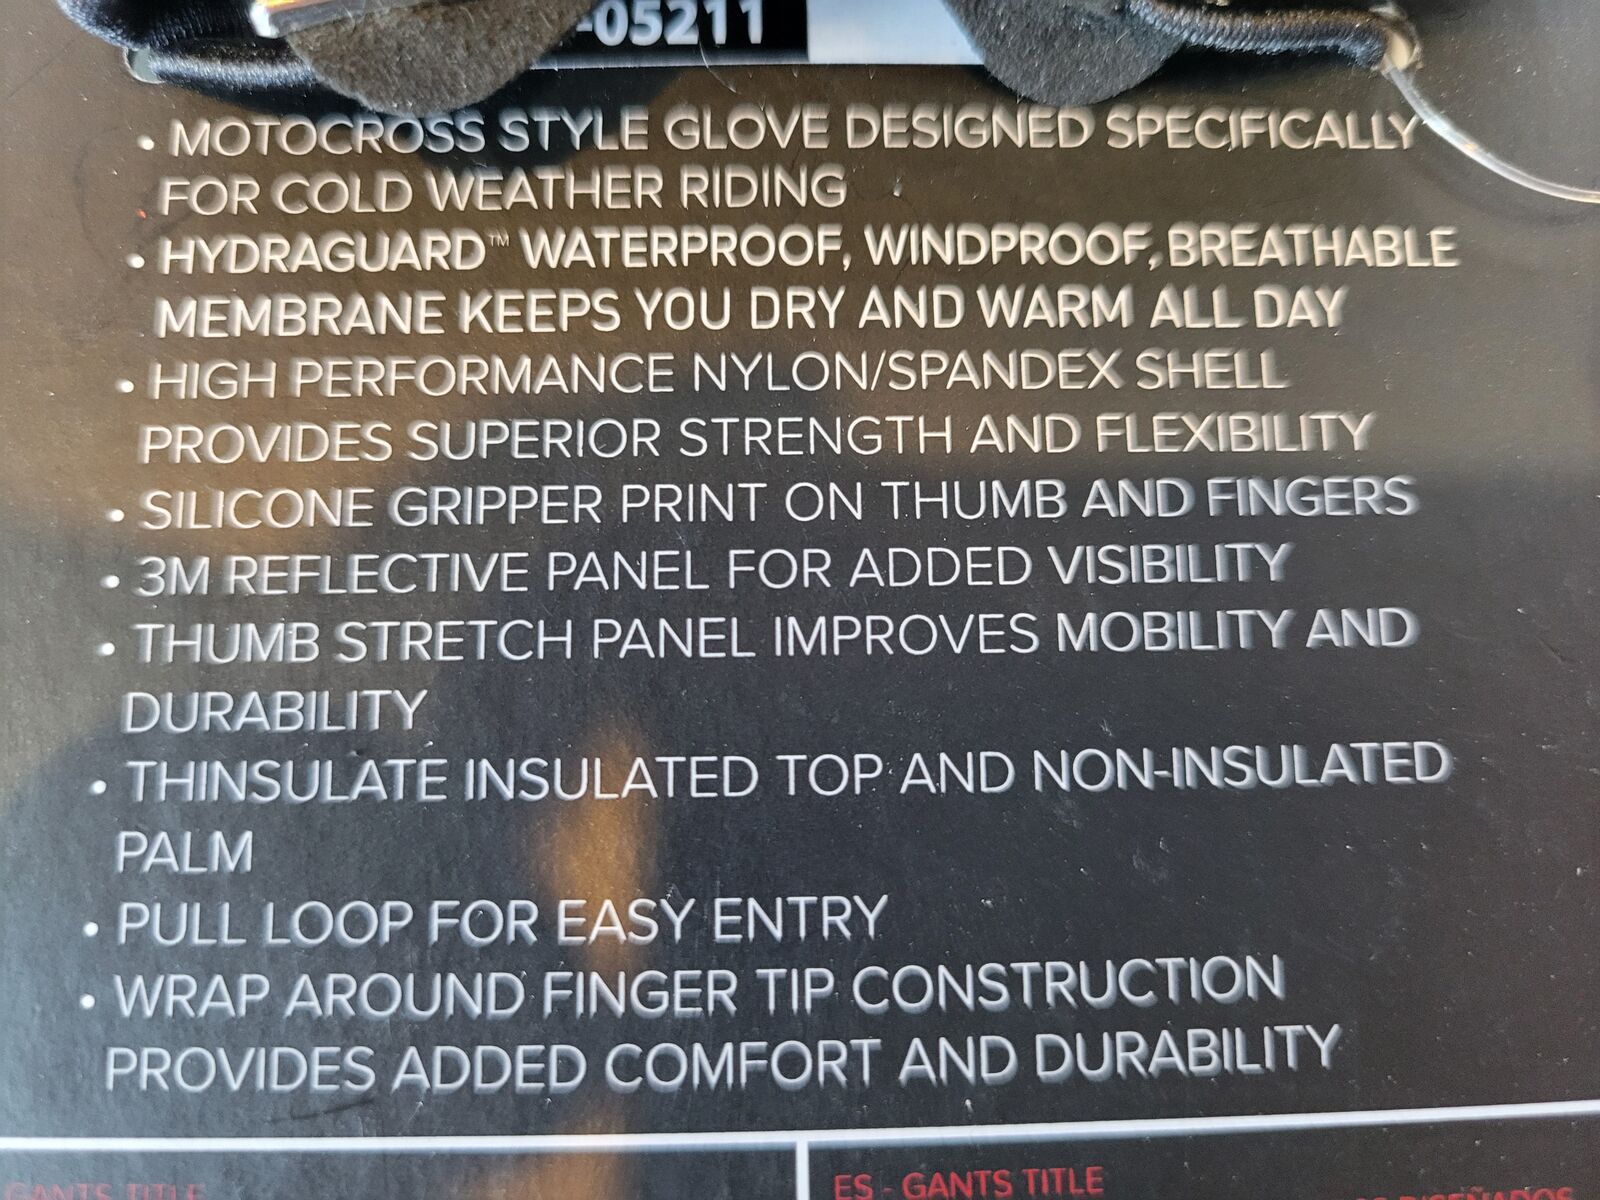 -05211
• MOTOCROSS STYLE GLOVE DESIGNED SPECIFICALLY
FOR COLD WEATHER RIDING
• HYDRAGUARD™ WATERPROOF, WINDPROOF, BREATHABLE
MEMBRANE KEEPS YOU DRY AND WARM ALL DAY
• HIGH PERFORMANCE NYLON/SPANDEX SHELL
PROVIDES SUPERIOR STRENGTH AND FLEXIBILITY
• SILICONE GRIPPER PRINT ON THUMB AND FINGERS
• 3M REFLECTIVE PANEL FOR ADDED VISIBILITY
• THUMB STRETCH PANEL IMPROVES MOBILITY AND
DURABILITY
• THINSULATE INSULATED TOP AND NON-INSULATED
PALM
• PULL LOOP FOR EASY ENTRY
• WRAP AROUND FINGER TIP CONSTRUCTION
PROVIDES ADDED COMFORT AND DURABILITY
GANTS TITLE
ES - GANTS TITLE